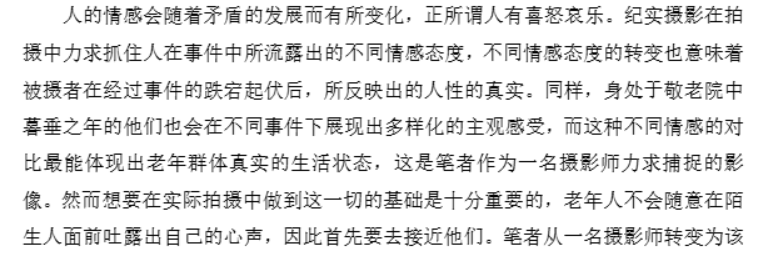 人的情感会随着矛盾的发展而有所变化，正所谓人有喜怒哀乐。纪实摄影在拍
摄中力求抓住人在事件中所流露出的不同情感态度，不同情感态度的转变也意味着
被摄者在经过事件的跌宕起伏后，所反映出的人性的真实。同样，身处于敬老院中
暮垂之年的他们也会在不同事件下展现出多样化的主观感受，而这种不同情感的对
比最能体现出老年群体真实的生活状态，这是笔者作为一名摄影师力求捕捉的影
像。然而想要在实际拍摄中做到这一切的基础是十分重要的，老年人不会随意在陌
生人面前吐露出自己的心声，因此首先要去接近他们。笔者从一名摄影师转变为该